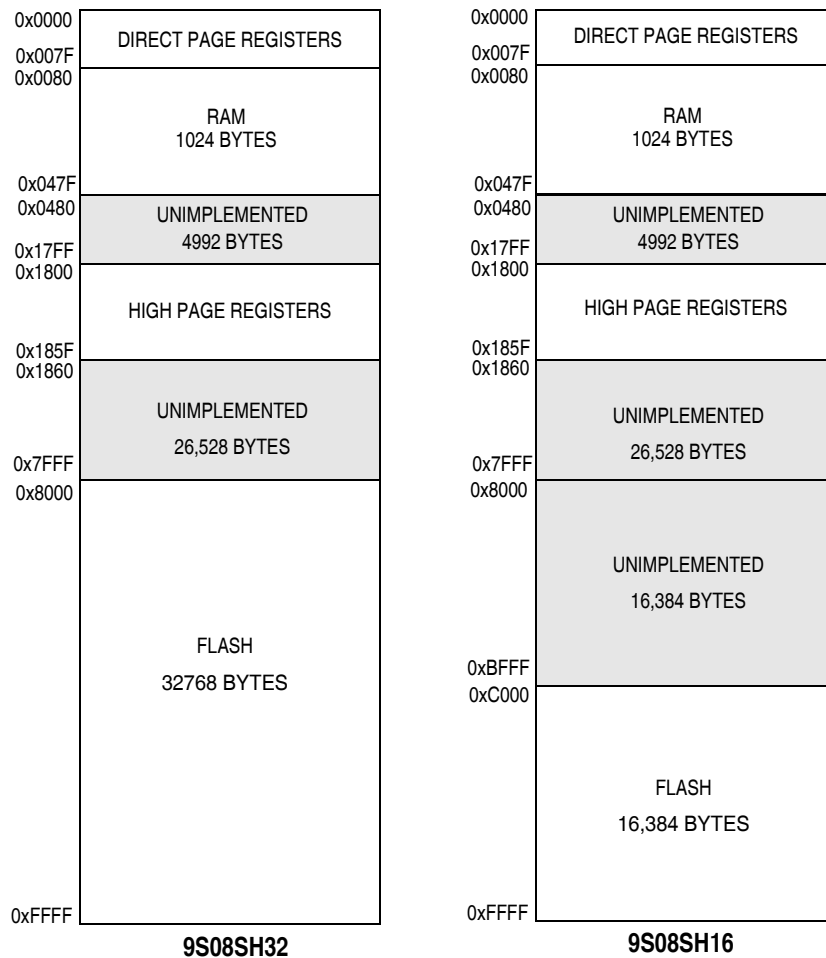 0x0000
DIRECT PAGE REGISTERS
0x007F
0x0080
RAM
1024 BYTES
0x047F
0x0480
UNIMPLEMENTED
4992 BYTES
0x17FF
0x1800
HIGH PAGE REGISTERS
0x185F
0x1860
UNIMPLEMENTED
26,528 BYTES
0x7FFF
0x8000
FLASH
32768 BYTES
0xFFFF
9S08SH32
0x0000
DIRECT PAGE REGISTERS
0x007F
0x0080
RAM
1024 BYTES
0x047F
0x0480
UNIMPLEMENTED
4992 BYTES
0x17FF
0x1800
HIGH PAGE REGISTERS
0x185F
0x1860
UNIMPLEMENTED
26,528 BYTES
0x7FFF
0x8000
UNIMPLEMENTED
16,384 BYTES
0xBFFF
0xC000
FLASH
16,384 BYTES
0xFFFF
9S08SH16